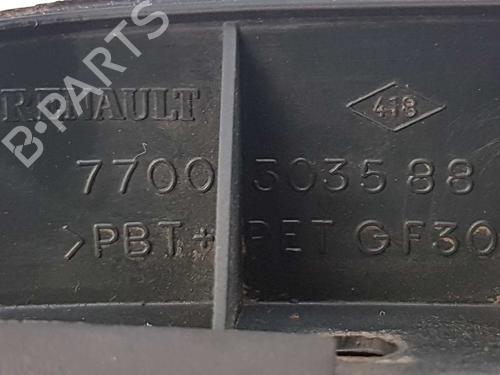 B-PARTS
RENAULT
418
7700 303588
>PBT+PET GF30